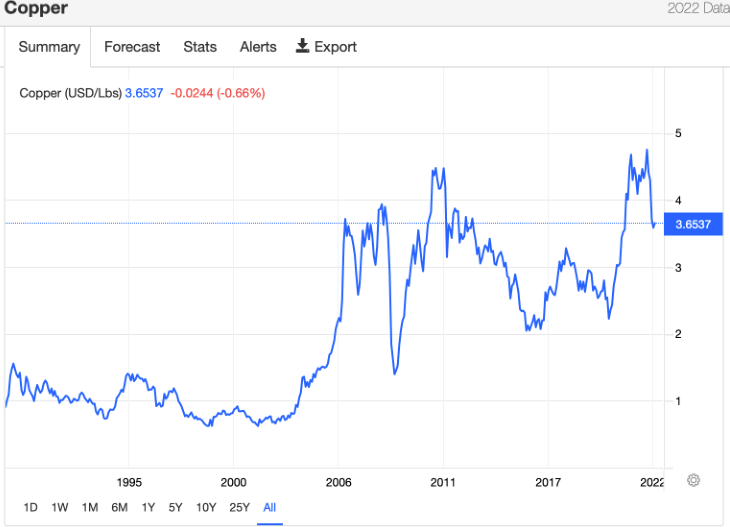 Copper 2022 Data
Summary Forecast Stats Alerts Export
Copper (USD/Lbs) 3.6537 -0.0244 (-0.66%)
5
4
3.6537
3
2
1
1995 2000 2006 2011 2017 2022
1D 1W 1M 6M 1Y 5Y 10Y 25Y All